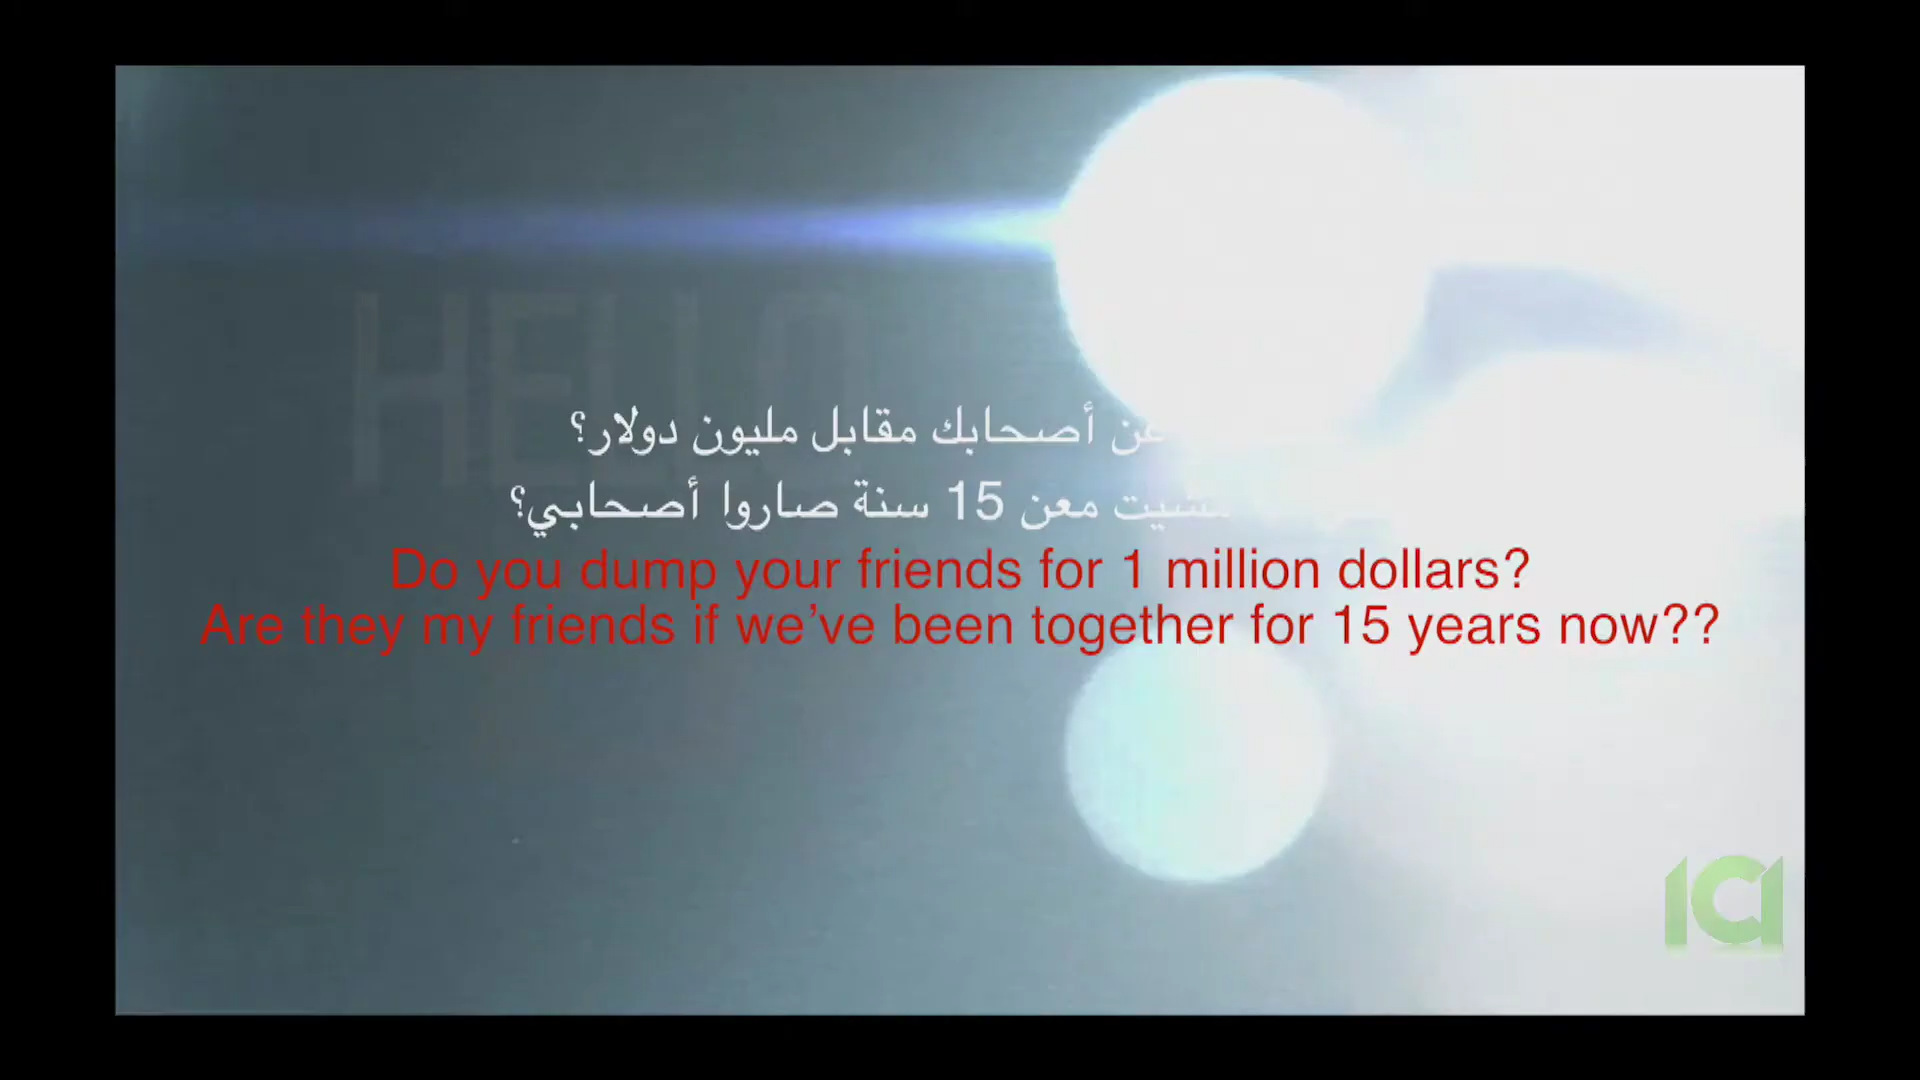 HELLO
عن أصحابك مقابل مليون دولار؟
مشيت معن 15 سنة صاروا أصحابي؟
Do you dump your friends for 1 million dollars?
Are they my friends if we’ve been together for 15 years now??